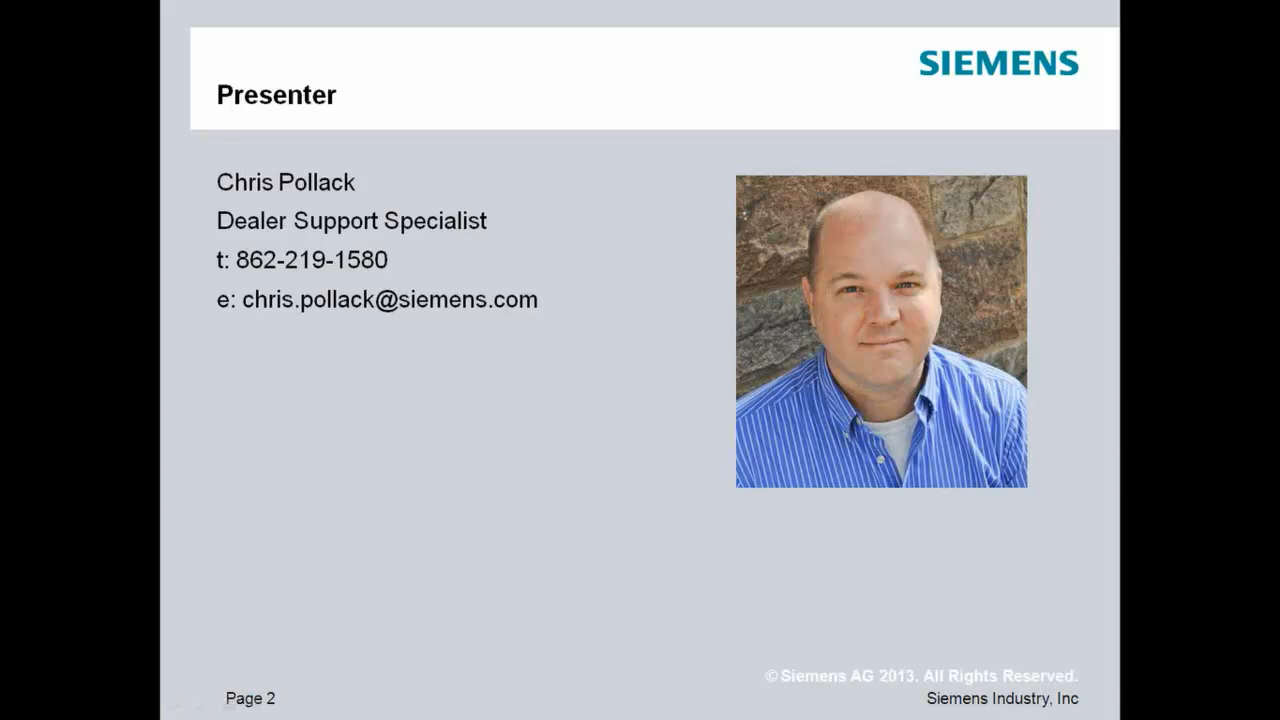 SIEMENS
Presenter
Chris Pollack
Dealer Support Specialist
t: 862-219-1580
e: chris.pollack@siemens.com
© Siemens AG 2013. All Rights Reserved.
Page 2
Siemens Industry, Inc